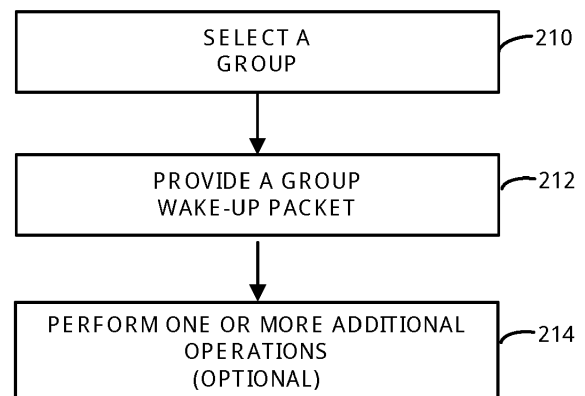 SELECT A
GROUP
210
PROVIDE A GROUP
WAKE-UP PACKET
212
PERFORM ONE OR MORE ADDITIONAL
OPERATIONS
(OPTIONAL)
214